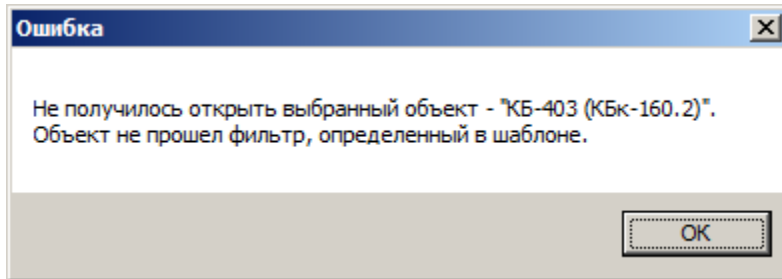 Ошибка
Не получилось открыть выбранный объект - "КБ-403 (КБк-160.2)".
Объект не прошел фильтр, определенный в шаблоне.
OK